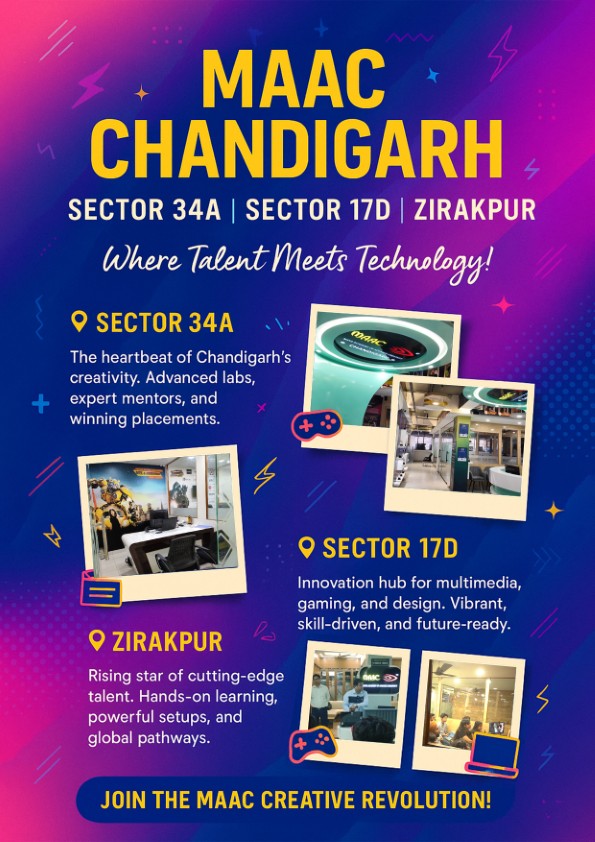 MAAC
CHANDIGARH
SECTOR 34A | SECTOR 17D | ZIRAKPUR
Where Talent Meets Technology!
SECTOR 34A
The heartbeat of Chandigarh's
creativity. Advanced labs,
expert mentors, and
winning placements.
MAAC
SECTOR 17D
Innovation hub for multimedia,
gaming, and design. Vibrant,
skill-driven, and future-ready.
ZIRAKPUR
Rising star of cutting-edge
talent. Hands-on learning,
powerful setups, and
global pathways.
MAAC
JOIN THE MAAC CREATIVE REVOLUTION!